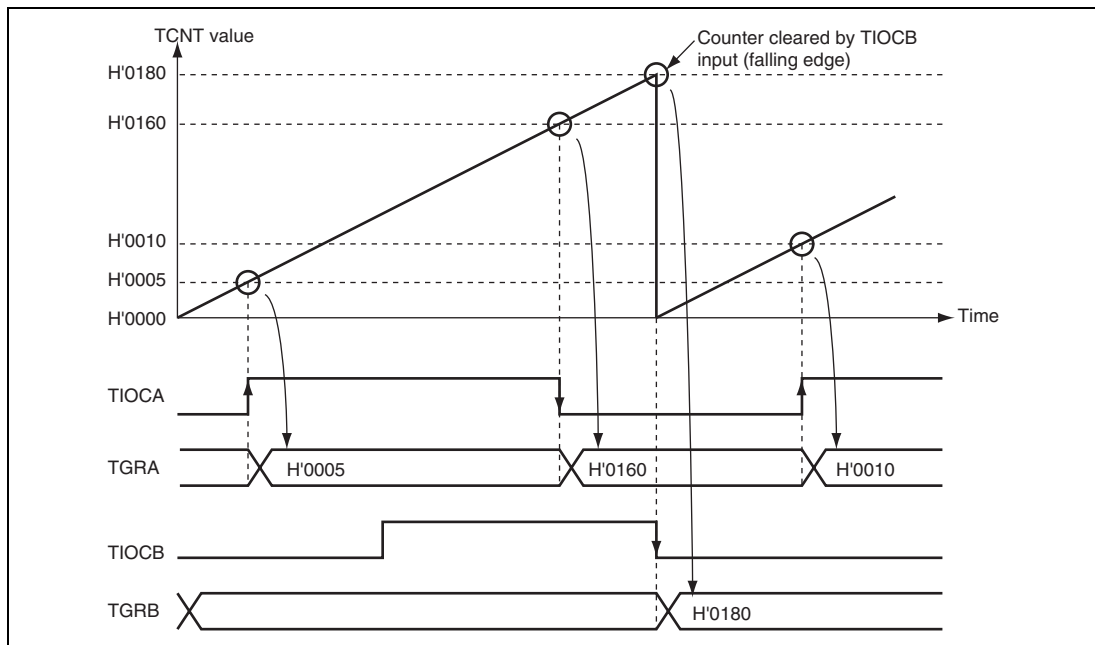 TCNT value
Counter cleared by TIOCB
input (falling edge)
H'0180
H'0160
H'0010
H'0005
H'0000
Time
TIOCA
TGRA
H'0005
H'0160
H'0010
TIOCB
TGRB
H'0180